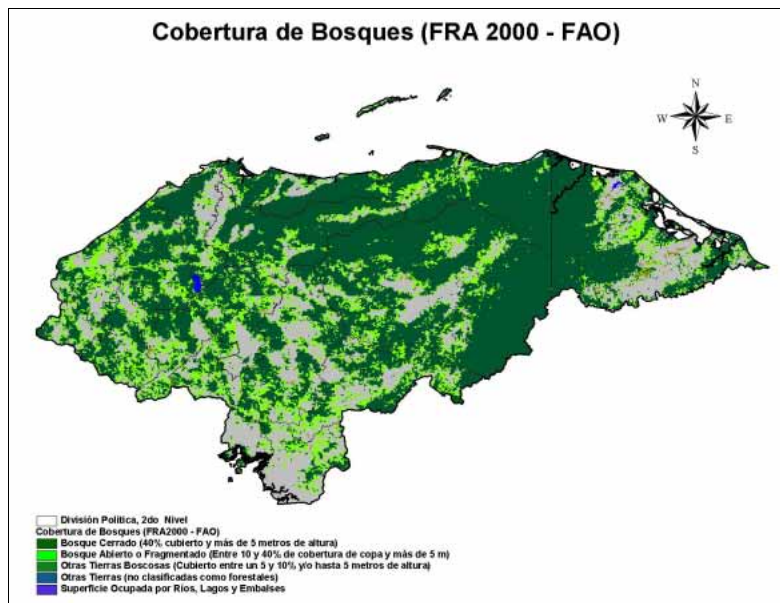 Cobertura de Bosques (FRA 2000 - FAO)
N
W E
S
División Política, 2do Nivel
Cobertura de Bosques (FRA2000 - FAO)
Bosque Cerrado (40% cubierto y más de 5 metros de altura)
Bosque Abierto o Fragmentado (Entre 10 y 40% de cobertura de copa y más de 5 m)
Otras Tierras Boscosas (Cubierto entre un 5 y 10% y/o hasta 5 metros de altura)
Otras Tierras (no clasificadas como forestales)
Superficie Ocupada por Ríos, Lagos y Embalses